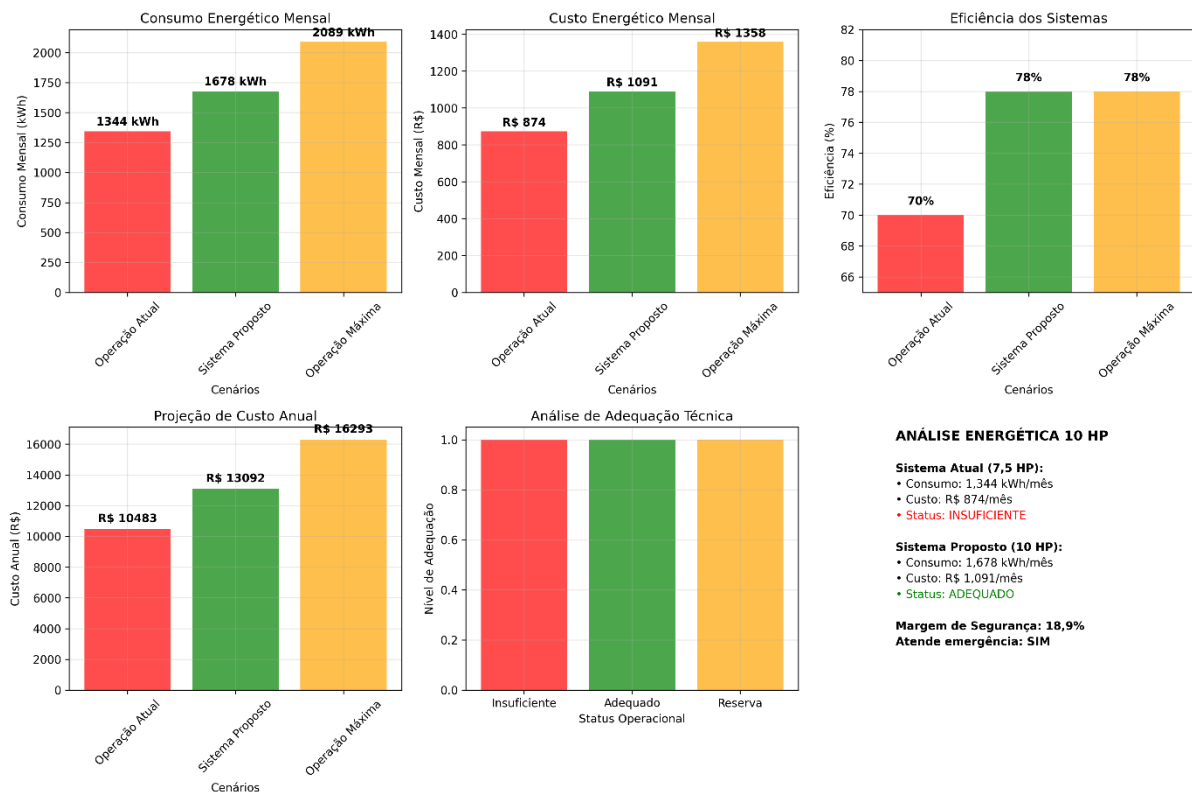 Consumo Energético Mensal
Consumo Mensal (kWh)
2000
1750
1500
1250
1000
750
500
250
0
1344 kWh
1678 kWh
2089 kWh
Operação Atual
Sistema Proposto
Operação Máxima
Cenários
Custo Energético Mensal
Custo Mensal (R$)
1400
1200
1000
800
600
400
200
0
R$ 874
R$ 1091
R$ 1358
Operação Atual
Sistema Proposto
Operação Máxima
Cenários
Eficiência dos Sistemas
Eficiência (%)
82
80
78
76
74
72
70
68
66
70%
78%
78%
Operação Atual
Sistema Proposto
Operação Máxima
Cenários
Projeção de Custo Anual
Custo Anual (R$)
16000
14000
12000
10000
8000
6000
4000
2000
0
R$ 10483
R$ 13092
R$ 16293
Operação Atual
Sistema Proposto
Operação Máxima
Cenários
Análise de Adequação Técnica
Nível de Adequação
1.0
0.8
0.6
0.4
0.2
0.0
Insuficiente
Adequado
Reserva
Status Operacional
ANÁLISE ENERGÉTICA 10 HP
Sistema Atual (7,5 HP):
• Consumo: 1,344 kWh/mês
• Custo: R$ 874/mês
• Status: INSUFICIENTE
Sistema Proposto (10 HP):
• Consumo: 1,678 kWh/mês
• Custo: R$ 1,091/mês
• Status: ADEQUADO
Margem de Segurança: 18,9%
Atende emergência: SIM